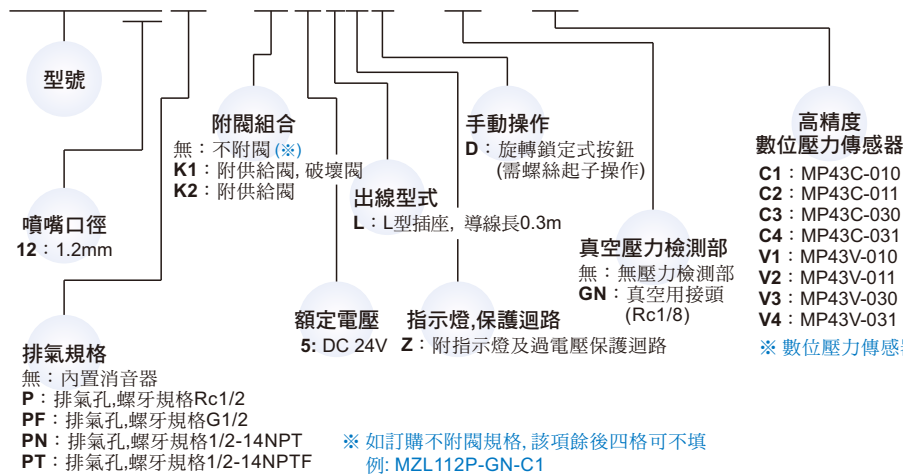 型號
噴嘴口徑
12：1.2mm
排氣規格
無：內置消音器
P：排氣孔,螺牙規格Rc1/2
PF：排氣孔,螺牙規格G1/2
PN：排氣孔,螺牙規格1/2-14NPT
PT：排氣孔,螺牙規格1/2-14NPTF
附閥組合
無：不附閥(※)
K1：附供給閥, 破壞閥
K2：附供給閥
額定電壓
5: DC 24V
出線型式
L：L型插座, 導線長0.3m
指示燈,保護迴路
Z：附指示燈及過電壓保護迴路
手動操作
D：旋轉鎖定式按鈕
(需螺絲起子操作)
真空壓力檢測部
無：無壓力檢測部
GN：真空用接頭
(Rc1/8)
高精度
數位壓力傳感器
C1：MP43C-010
C2：MP43C-011
C3：MP43C-030
C4：MP43C-031
V1：MP43V-010
V2：MP43V-011
V3：MP43V-030
V4：MP43V-031
※ 數位壓力傳感
※ 如訂購不附閥規格,該項餘後四格可不填
例: MZL112P-GN-C1